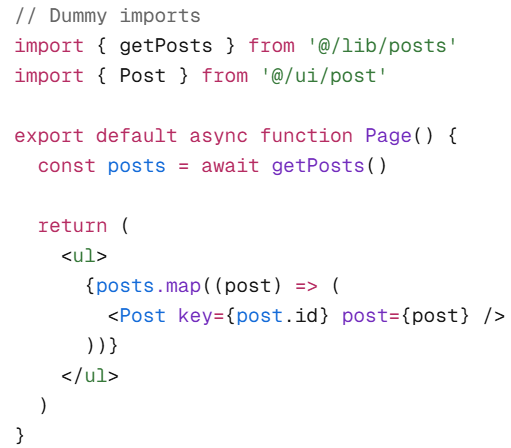 // Dummy imports
import { getPosts } from '@/lib/posts'
import { Post } from '@/ui/post'

export default async function Page() {
  const posts = await getPosts()

  return (
    <ul>
      {posts.map((post) => (
        <Post key={post.id} post={post} />
      ))}
    </ul>
  )
}